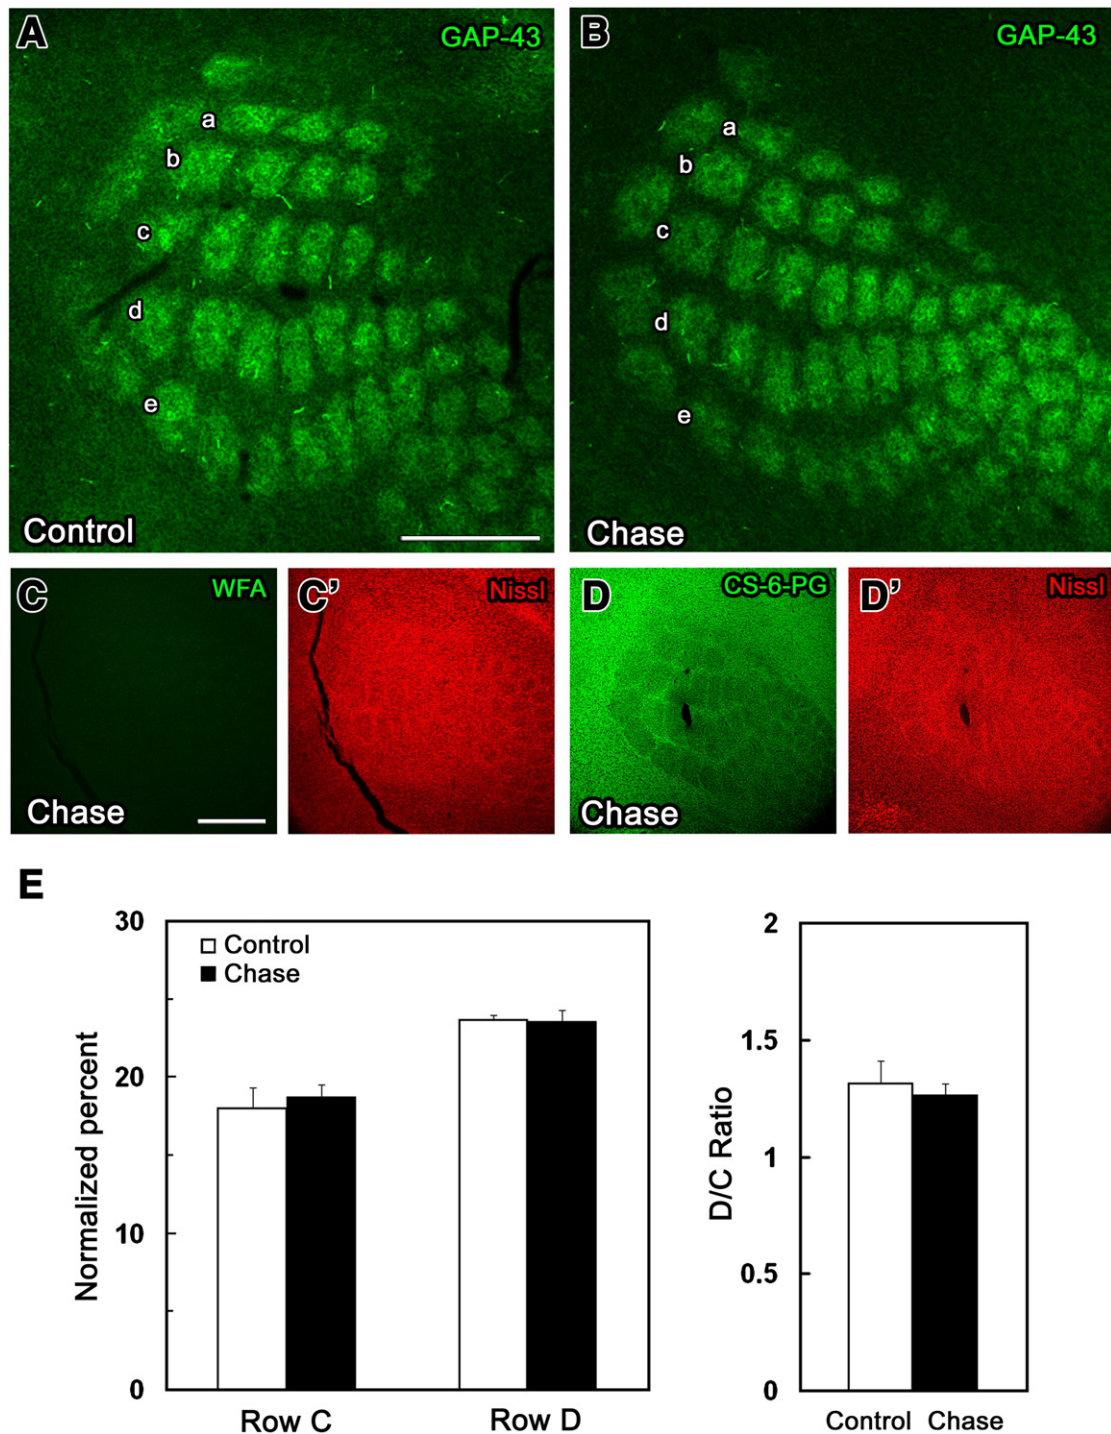 A
GAP-43
a
b
c
d
e
Control
B
GAP-43
a
b
c
d
e
Chase
C
WFA
Chase
C'
Nissl
D
CS-6-PG
Chase
D'
Nissl
E
Normalized percent
30
20
10
0
Control
Chase
Row C
Row D
D/C Ratio
2
1.5
1
0.5
0
Control
Chase